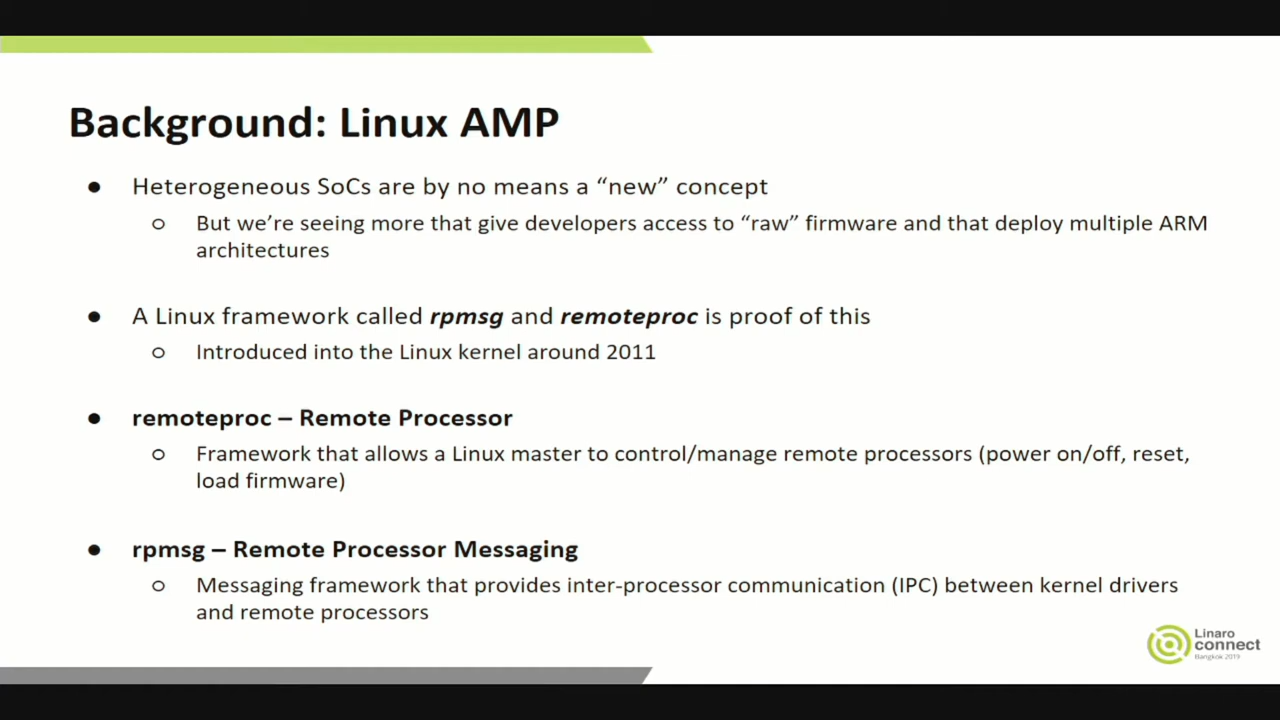 Background: Linux AMP
● Heterogeneous SoCs are by no means a “new” concept
o But we’re seeing more that give developers access to “raw” firmware and that deploy multiple ARM
architectures
● A Linux framework called rpmsg and remoteproc is proof of this
o Introduced into the Linux kernel around 2011
● remoteproc – Remote Processor
o Framework that allows a Linux master to control/manage remote processors (power on/off, reset,
load firmware)
● rpmsg – Remote Processor Messaging
o Messaging framework that provides inter-processor communication (IPC) between kernel drivers
and remote processors
Linaro
connect
Bangkok 2019